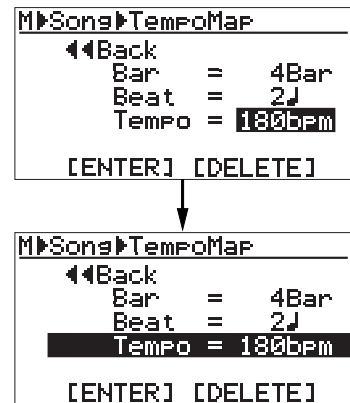 M▶Song▶TempoMap
◀◀Back
Bar = 4Bar
Beat = 2♩
Tempo = 180bpm
[ENTER] [DELETE]
M▶Song▶TempoMap
◀◀Back
Bar = 4Bar
Beat = 2♩
Tempo = 180bpm
[ENTER] [DELETE]